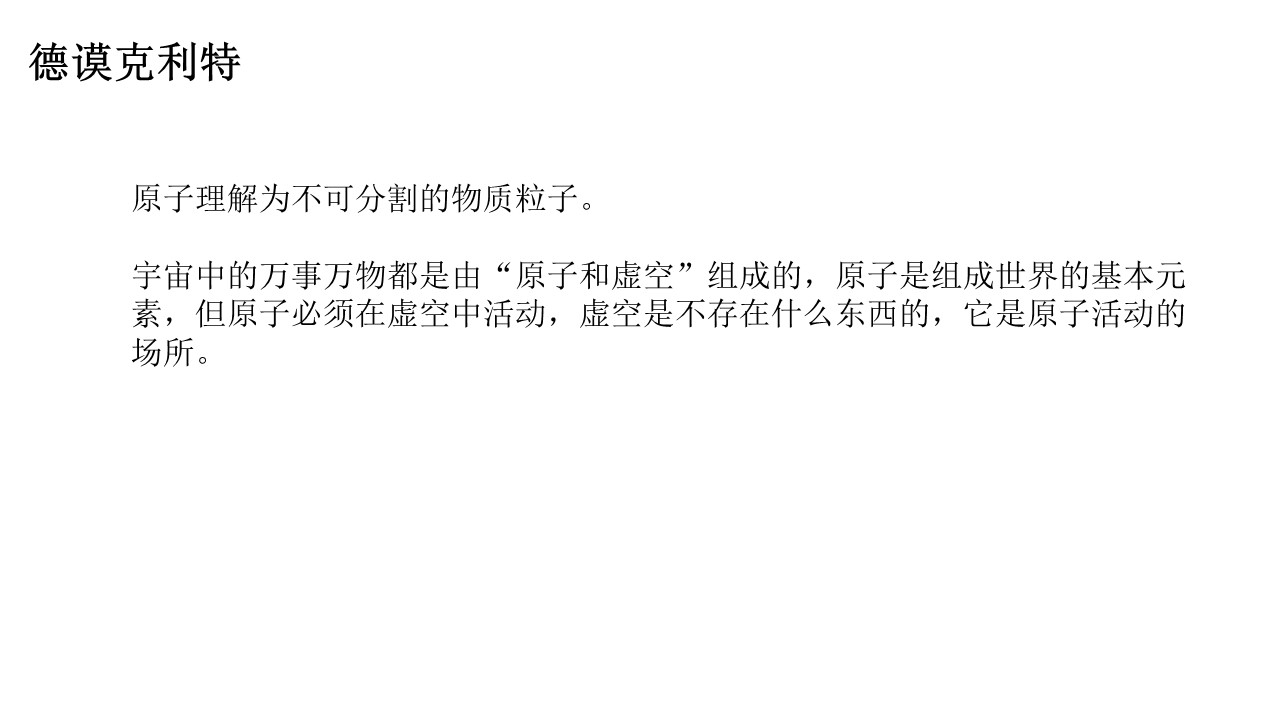 德谟克利特
原子理解为不可分割的物质粒子。
宇宙中的万事万物都是由“原子和虚空”组成的，原子是组成世界的基本元
素，但原子必须在虚空中活动，虚空是不存在什么东西的，它是原子活动的
场所。